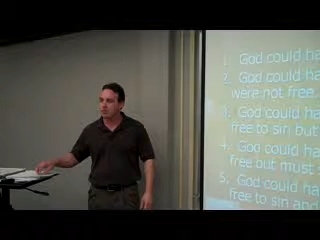 1. God could ha
2. God could ha
were not free.
3. God could ha
free to sin but
4. God could ha
free but must s
5. God could ha
free to sin and